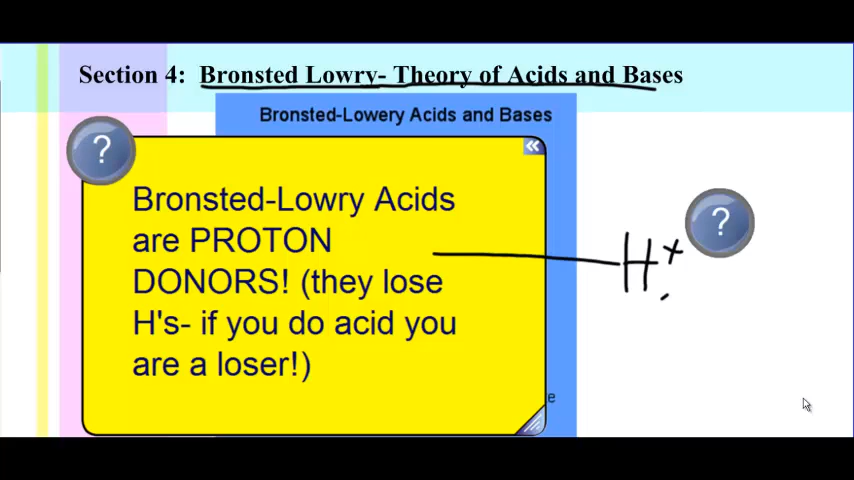 Section 4: Bronsted Lowry- Theory of Acids and Bases
Bronsted-Lowery Acids and Bases
?
«
Bronsted-Lowry Acids
are PROTON
DONORS! (they lose
H's- if you do acid you
are a loser!)
H+
?
e